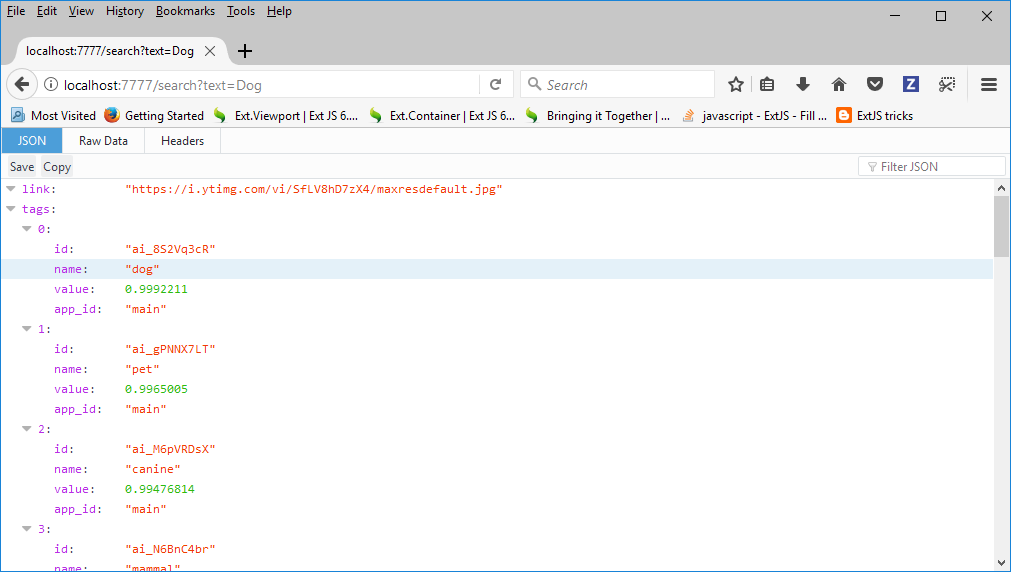 File Edit View History Bookmarks Tools Help
localhost:7777/search?text=Dog
localhost:7777/search?text=Dog Search
Most Visited Getting Started Ext.Viewport | Ext JS 6.... Ext.Container | Ext JS 6... Bringing it Together | ... javascript - ExtJS - Fill ... ExtJS tricks
JSON Raw Data Headers
Save Copy Filter JSON
link: "https://i.ytimg.com/vi/SfLV8hD7zX4/maxresdefault.jpg"
tags:
0:
id: "ai_8S2Vq3cR"
name: "dog"
value: 0.9992211
app_id: "main"
1:
id: "ai_gPNNX7LT"
name: "pet"
value: 0.9965005
app_id: "main"
2:
id: "ai_M6pVRDsX"
name: "canine"
value: 0.99476814
app_id: "main"
3:
id: "ai_N6BnC4br"
name: "mammal"